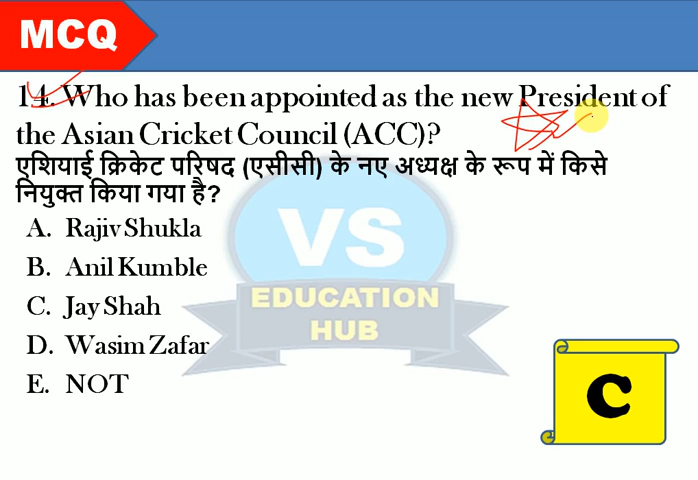 MCQ
14. Who has been appointed as the new President of
the Asian Cricket Council (ACC)?
एशियाई क्रिकेट परिषद (एसीसी) के नए अध्यक्ष के रूप में किसे
नियुक्त किया गया है?
A. Rajiv Shukla
B. Anil Kumble
C. Jay Shah
D. Wasim Zafar
E. NOT
VS
EDUCATION
HUB
C